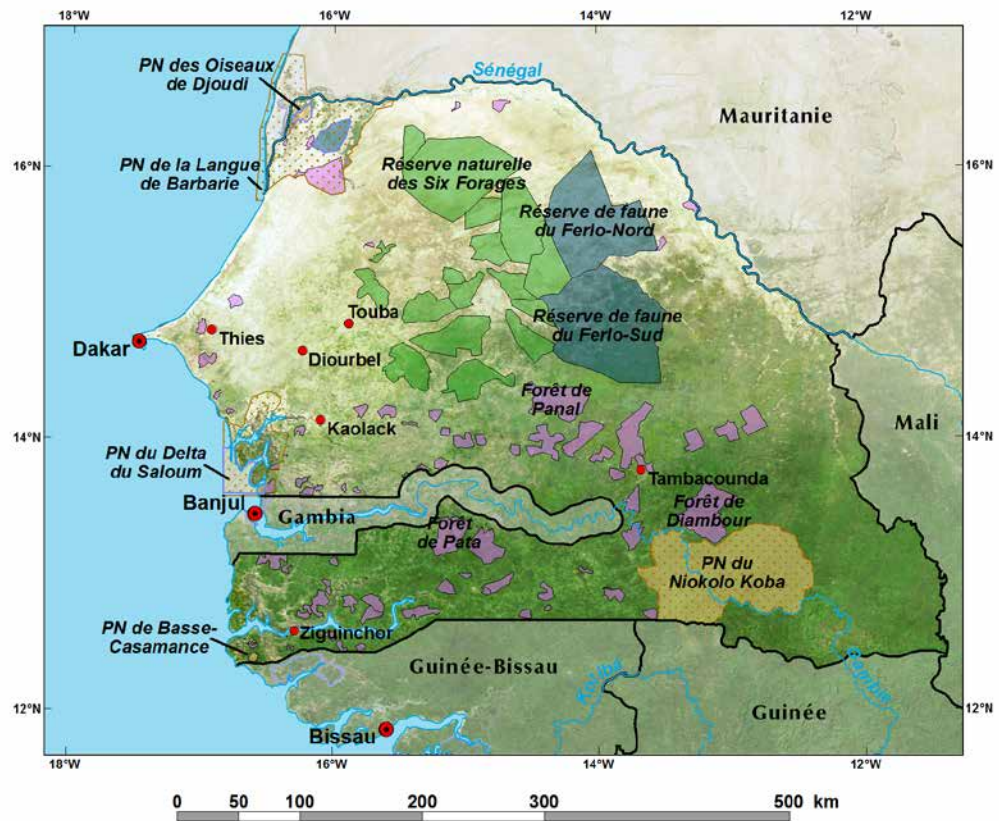 18°W
16°W
14°W
12°W
PN des Oiseaux
de Djoudi
Sénégal
Mauritanie
16°N
16°N
PN de la Langue
de Barbarie
Réserve naturelle
des Six Forages
Réserve de faune
du Ferlo-Nord
Touba
Réserve de faune
du Ferlo-Sud
Thies
Dakar
Diourbel
Forêt de
Panal
Mali
Kaolack
14°N
14°N
PN du Delta
du Saloum
Tambacounda
Banjul
Gambia
Forêt de
Diambour
Forêt
de Pata
PN du
Niokolo Koba
PN de Basse-
Casamance
Ziguinchor
Guinée-Bissau
Koliba
Gambie
Guinée
12°N
12°N
Bissau
18°W
16°W
14°W
12°W
0 50 100 200 300 500 km